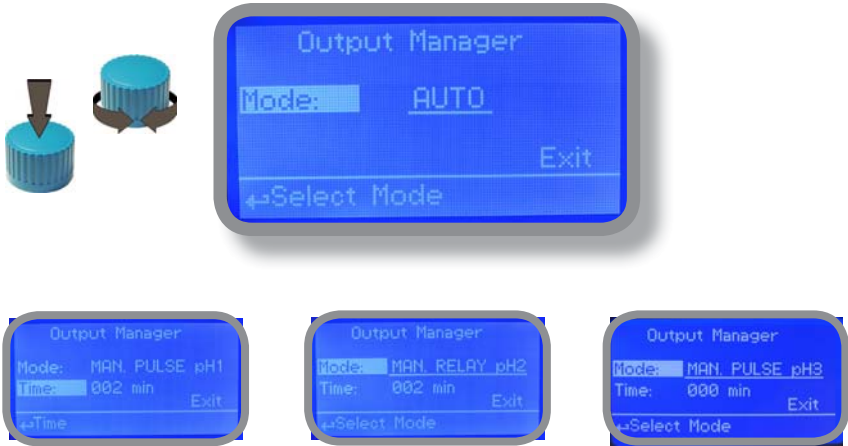 Output Manager
Mode: AUTO
Exit
↵Select Mode
Output Manager
Mode: MAN. PULSE pH1
Time: 002 min
Exit
↵Time
Output Manager
Mode: MAN. RELAY pH2
Time: 002 min
Exit
↵Select Mode
Output Manager
Mode: MAN. PULSE pH3
Time: 000 min
Exit
↵Select Mode